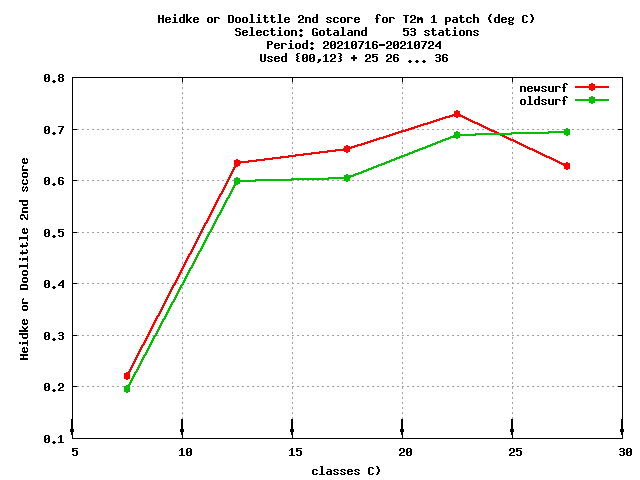 Heidke or Doolittle 2nd score  for T2m 1 patch (deg C)
Selection: Gotaland     53 stations
Period: 20210716-20210724
Used {00,12} + 25 26 ... 36
newsurf
oldsurf
Heidke or Doolittle 2nd score
0.8
0.7
0.6
0.5
0.4
0.3
0.2
0.1
5 10 15 20 25 30
classes C)